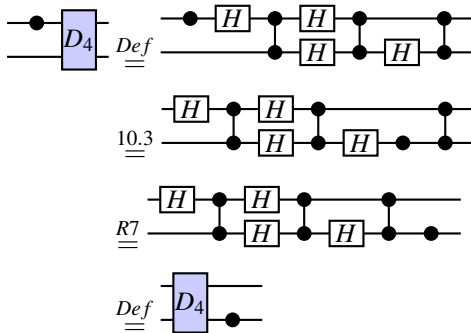 D4 Def = H H H H
10.3 = H H H H
R7 = H H H H
Def = D4